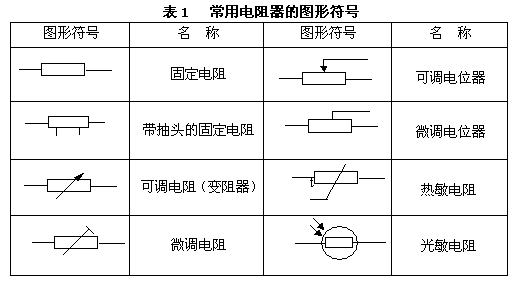 表1 常用电阻器的图形符号
图形符号 名 称 图形符号 名 称
固定电阻 可调电位器
带抽头的固定电阻 微调电位器
可调电阻（变阻器） t 热敏电阻
微调电阻 光敏电阻